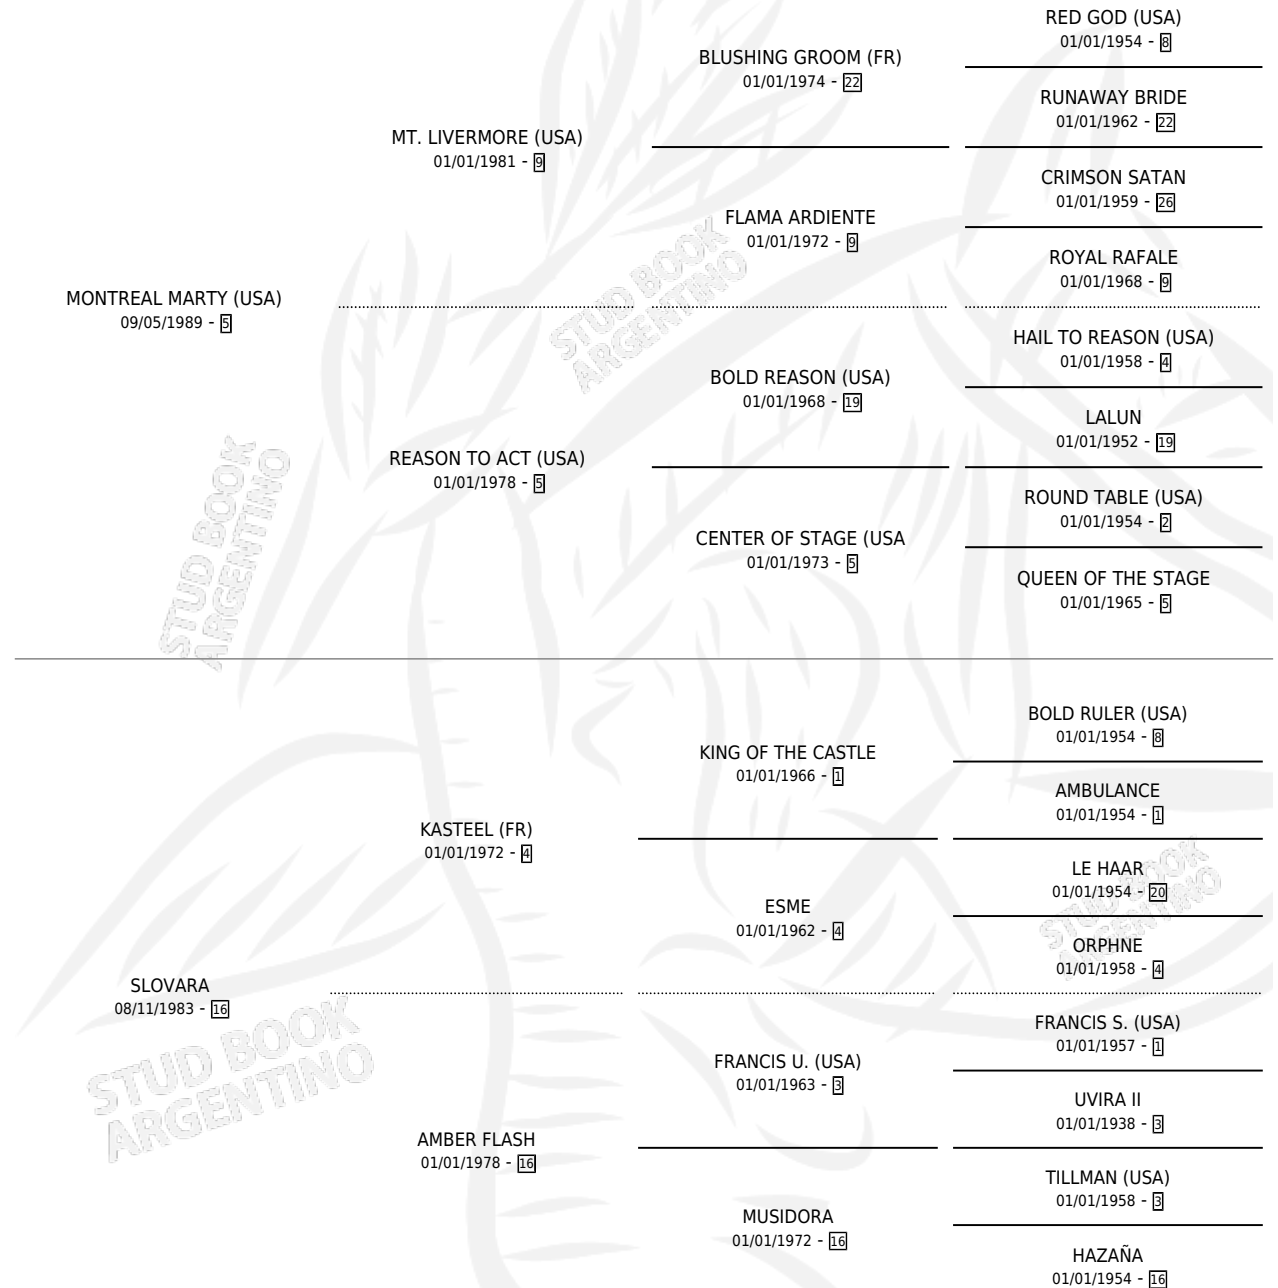 RED GOD (USA)
01/01/1954 - 8
BLUSHING GROOM (FR)
01/01/1974 - 22
RUNAWAY BRIDE
01/01/1962 - 22
MT. LIVERMORE (USA)
01/01/1981 - 9
CRIMSON SATAN
01/01/1959 - 26
FLAMA ARDIENTE
01/01/1972 - 9
ROYAL RAFALE
01/01/1968 - 9
MONTREAL MARTY (USA)
09/05/1989 - 5
HAIL TO REASON (USA)
01/01/1958 - 4
BOLD REASON (USA)
01/01/1968 - 19
LALUN
01/01/1952 - 19
REASON TO ACT (USA)
01/01/1978 - 5
ROUND TABLE (USA)
01/01/1954 - 2
CENTER OF STAGE (USA
01/01/1973 - 5
QUEEN OF THE STAGE
01/01/1965 - 5
BOLD RULER (USA)
01/01/1954 - 8
KING OF THE CASTLE
01/01/1966 - 1
AMBULANCE
01/01/1954 - 1
KASTEEL (FR)
01/01/1972 - 4
LE HAAR
01/01/1954 - 20
ESME
01/01/1962 - 4
ORPHNE
01/01/1958 - 4
SLOVARA
08/11/1983 - 16
FRANCIS S. (USA)
01/01/1957 - 1
FRANCIS U. (USA)
01/01/1963 - 3
UVIRA II
01/01/1938 - 3
AMBER FLASH
01/01/1978 - 16
TILLMAN (USA)
01/01/1958 - 3
MUSIDORA
01/01/1972 - 16
HAZAÑA
01/01/1954 - 16
STUD BOOK
ARGENTINO
STUD BOOK
ARGENTINO
STUD BOOK
ARGENTINO
STUD BOOK
ARGENTINO